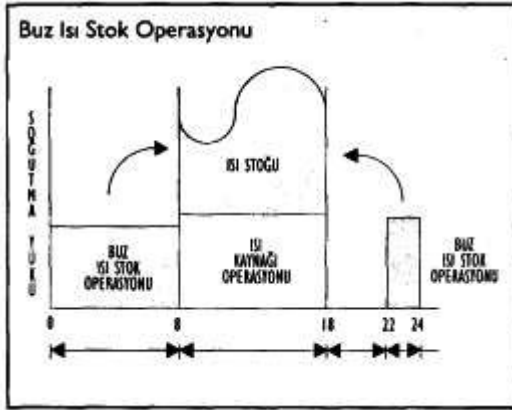 Buz Isı Stok Operasyonu
SOĞUTMA YÜKÜ
ISI STOĞU
BUZ
ISI STOK
OPERASYONU
ISI
KAYNAĞI
OPERASYONU
BUZ
ISI STOK
OPERASYONU
0 8 18 22 24